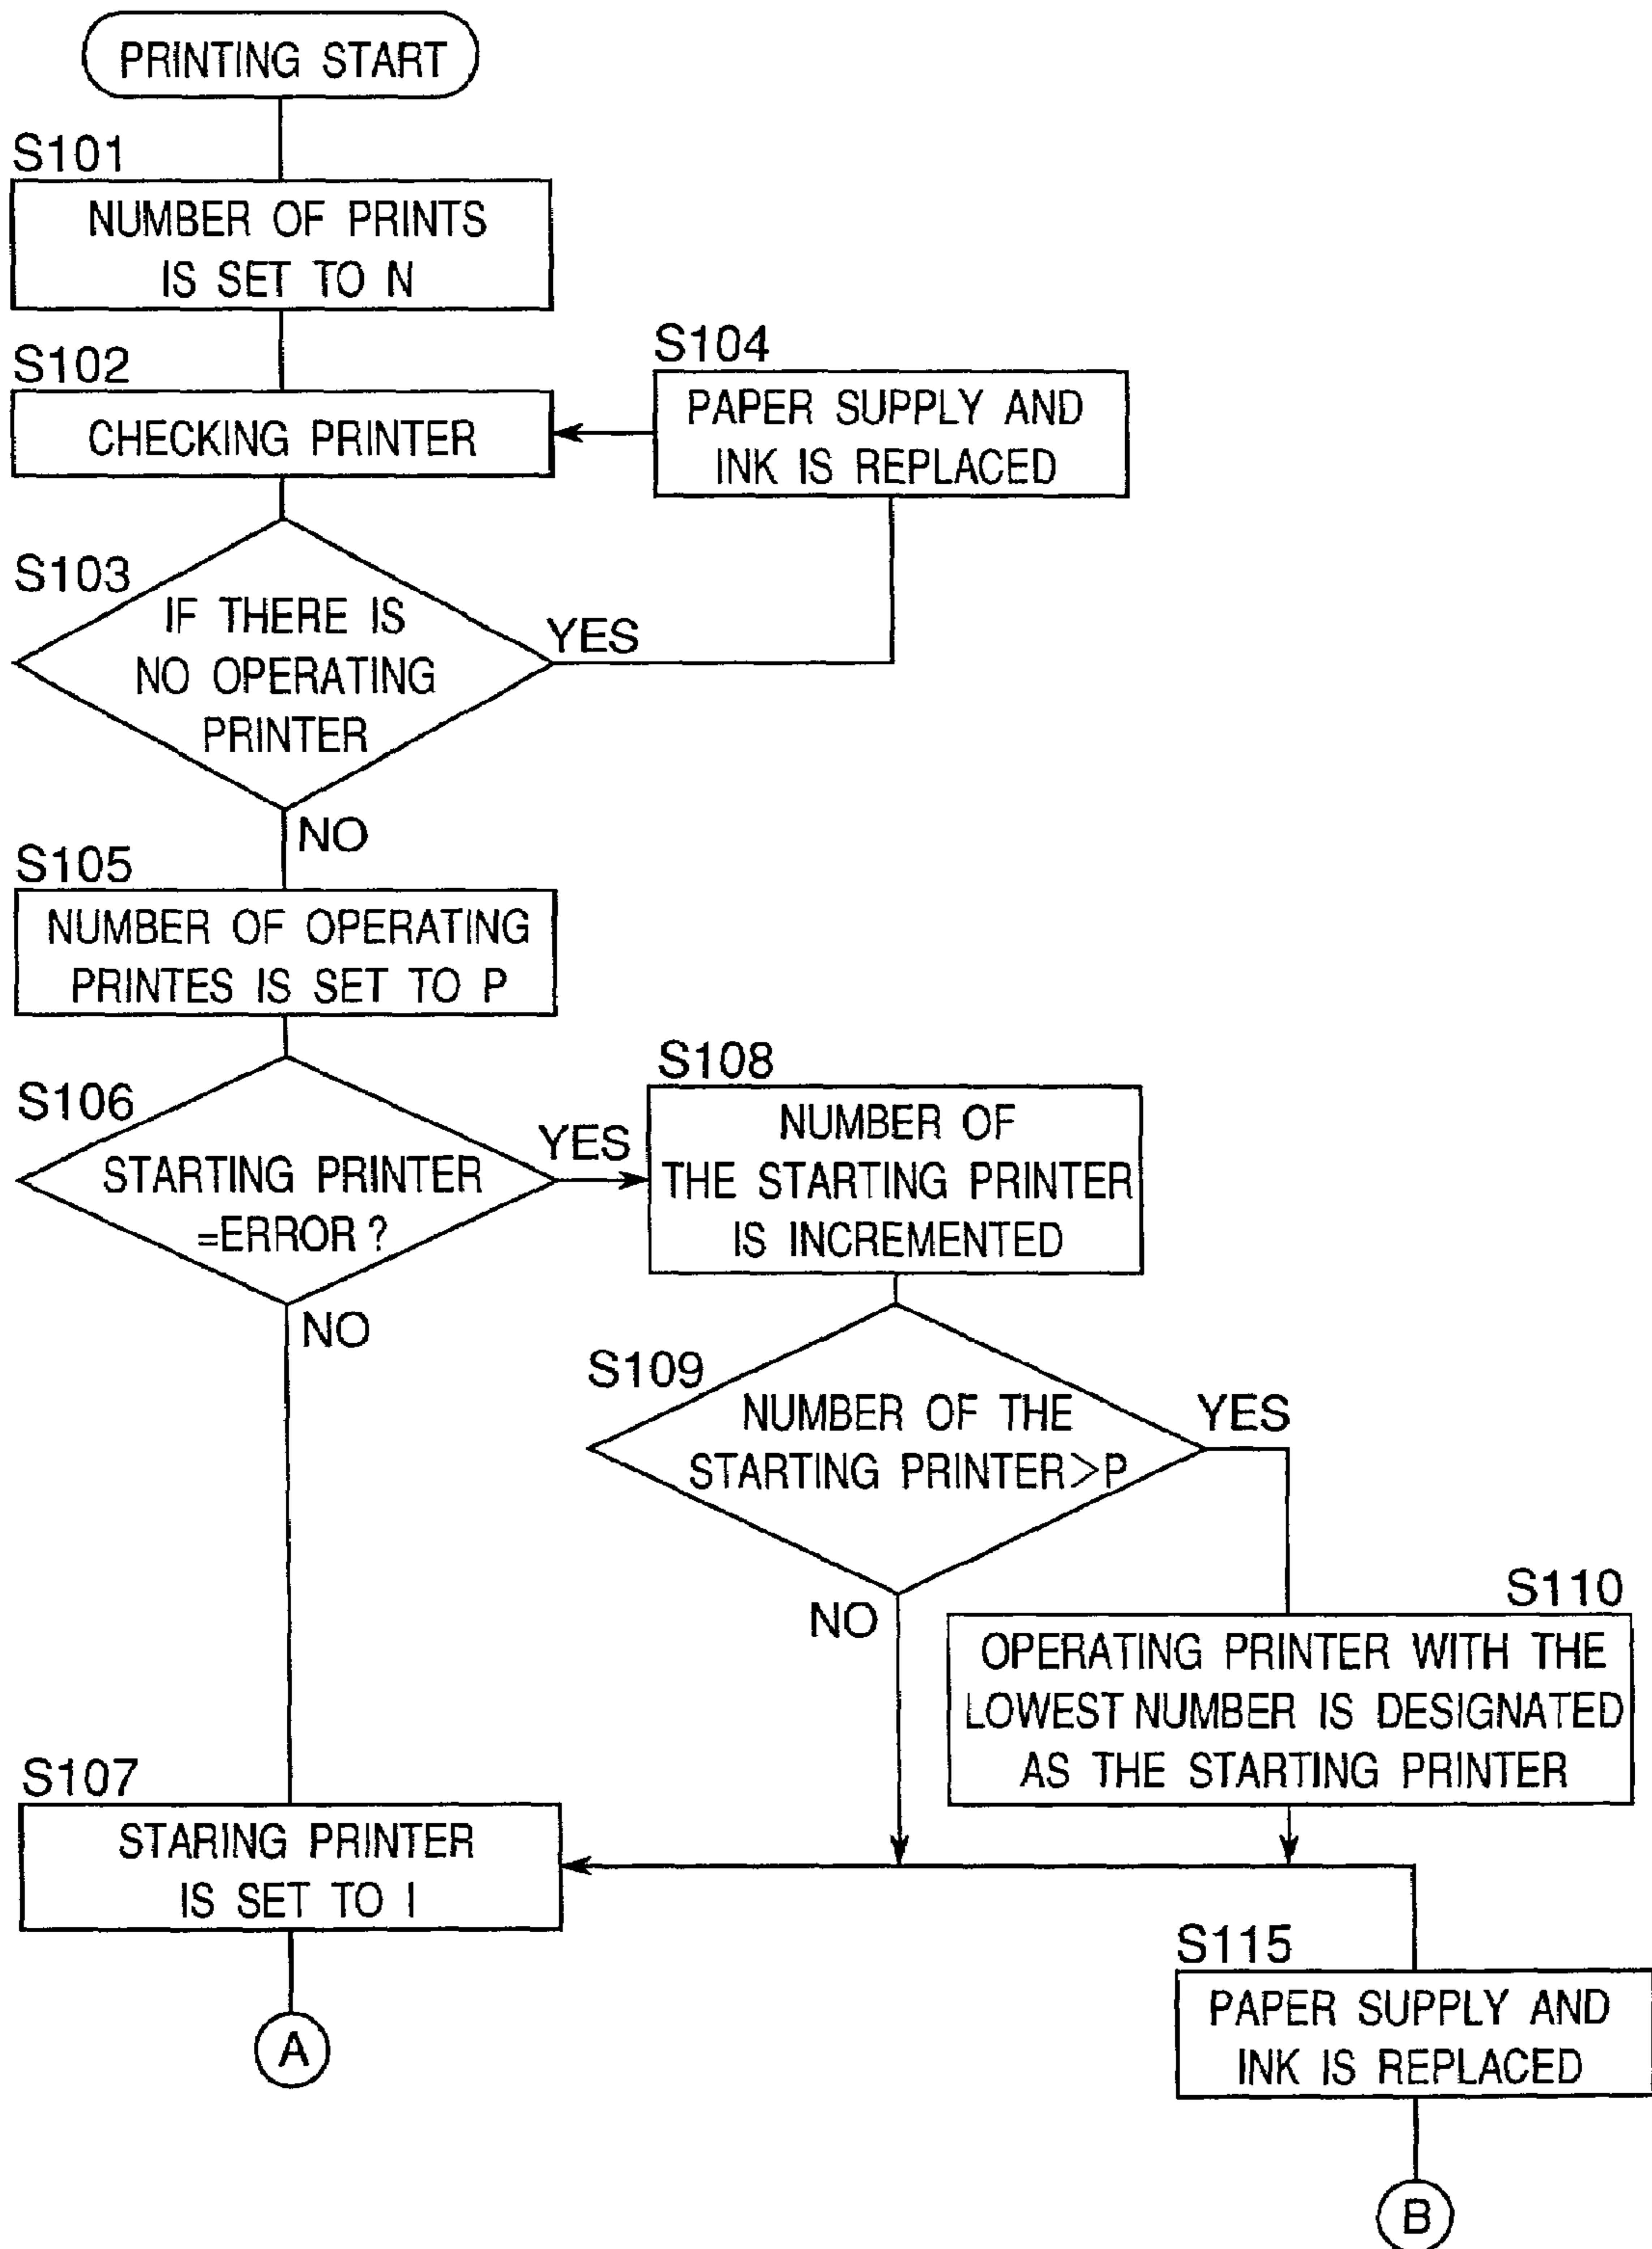 PRINTING START
S101
NUMBER OF PRINTS
IS SET TO N
S102
CHECKING PRINTER
S104
PAPER SUPPLY AND
INK IS REPLACED
S103
IF THERE IS
NO OPERATING
PRINTER
YES
NO
S105
NUMBER OF OPERATING
PRINTES IS SET TO P
S106
STARTING PRINTER
=ERROR?
YES
NO
S108
NUMBER OF
THE STARTING PRINTER
IS INCREMENTED
S109
NUMBER OF THE
STARTING PRINTER>P
YES
NO
S110
OPERATING PRINTER WITH THE
LOWEST NUMBER IS DESIGNATED
AS THE STARTING PRINTER
S107
STARING PRINTER
IS SET TO I
A
S115
PAPER SUPPLY AND
INK IS REPLACED
B